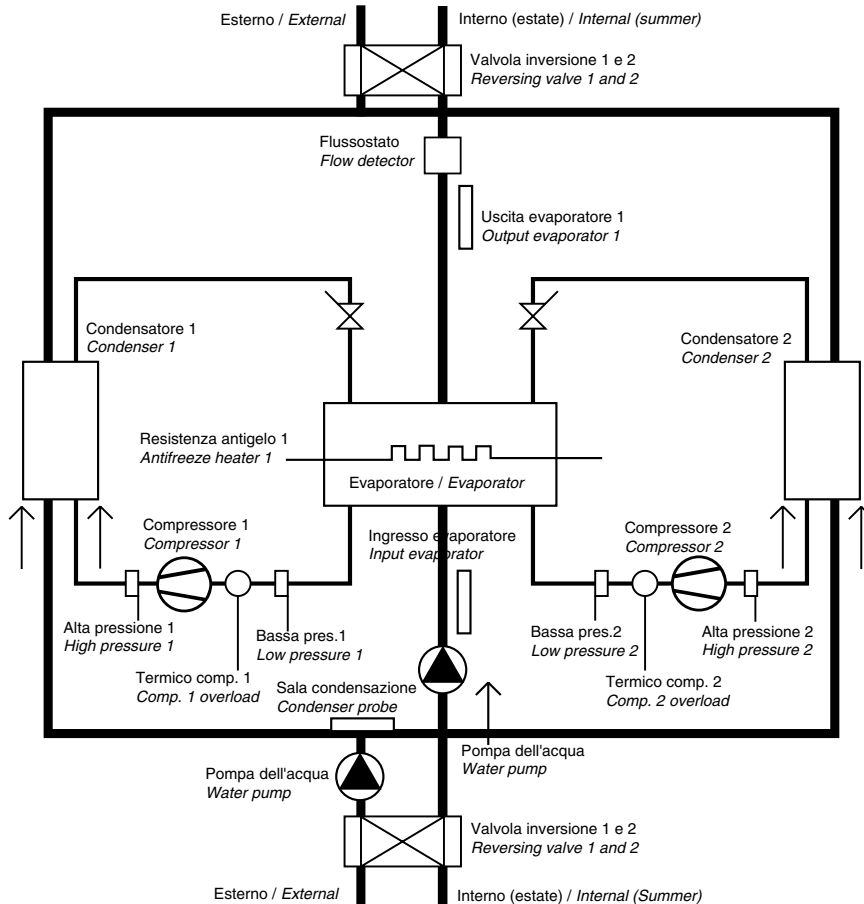 Esterno / External
Interno (estate) / Internal (summer)
Valvola inversione 1 e 2
Reversing valve 1 and 2
Flussostato
Flow detector
Uscita evaporatore 1
Output evaporator 1
Condensatore 1
Condenser 1
Condensatore 2
Condenser 2
Resistenza antigelo 1
Antifreeze heater 1
Evaporatore / Evaporator
Compressore 1
Compressor 1
Ingresso evaporatore
Input evaporator
Compressore 2
Compressor 2
Alta pressione 1
High pressure 1
Bassa pres.1
Low pressure 1
Bassa pres.2
Low pressure 2
Alta pressione 2
High pressure 2
Termico comp. 1
Comp. 1 overload
Sala condensazione
Condenser probe
Termico comp. 2
Comp. 2 overload
Pompa dell'acqua
Water pump
Pompa dell'acqua
Water pump
Valvola inversione 1 e 2
Reversing valve 1 and 2
Esterno / External
Interno (estate) / Internal (Summer)